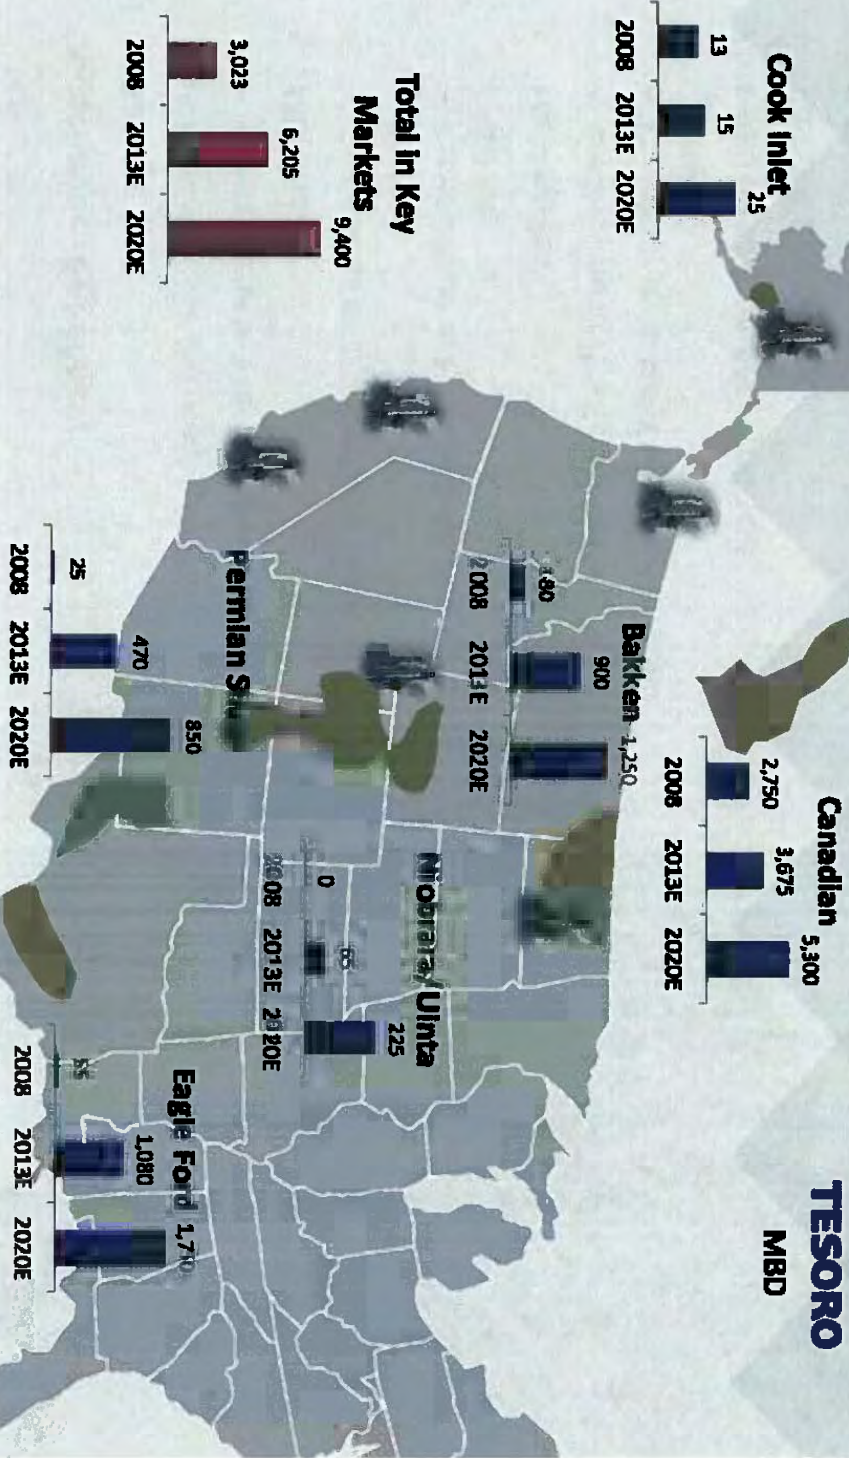 TESORO
MBD
Cook Inlet
13
15
25
2008 2013E 2020E
Canadian
2,750
3,675
5,300
2008 2013E 2020E
Bakken
180
900
1,250
2008 2013E 2020E
Total in Key
Markets
3,023
6,205
9,400
2008 2013E 2020E
Niobrara/ Uinta
0
65
225
2008 2013E 2020E
Permian
25
470
850
2008 2013E 2020E
Eagle Ford
55
1,080
2008 2013E 2020E